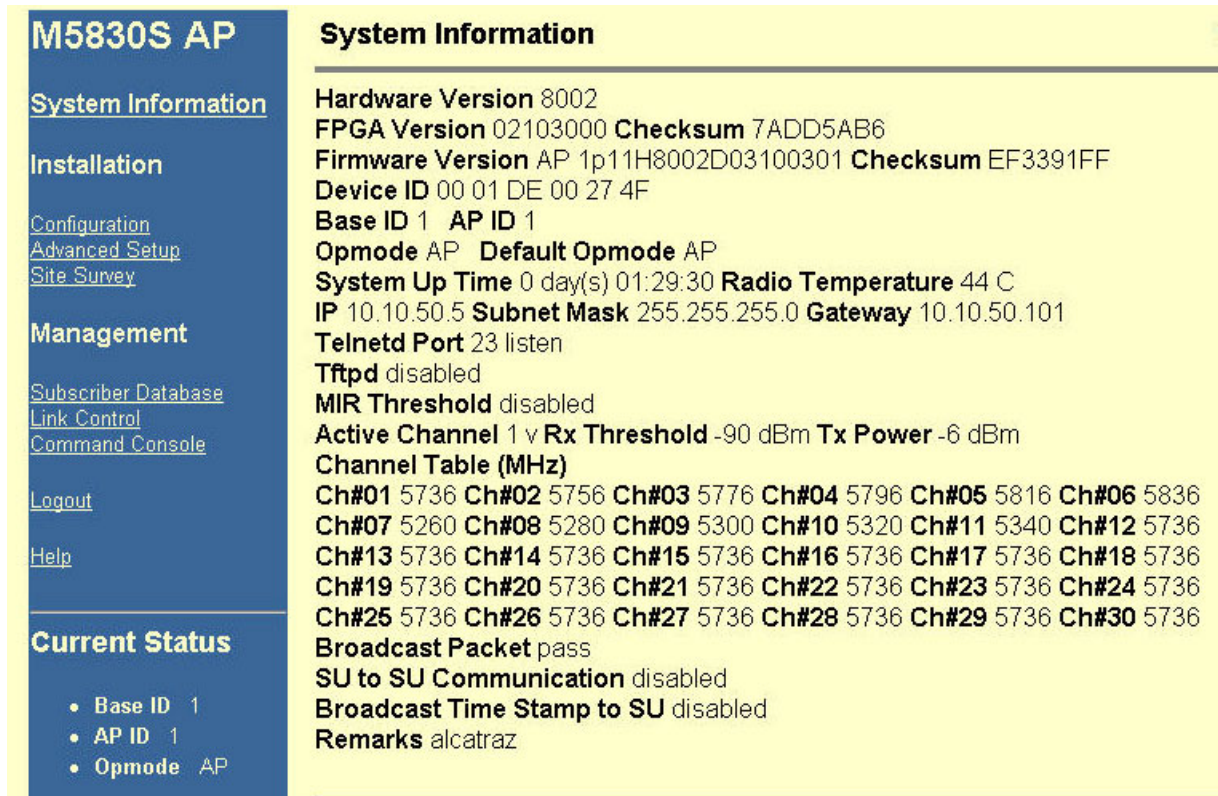 M5830S AP
System Information
Installation
Configuration
Advanced Setup
Site Survey
Management
Subscriber Database
Link Control
Command Console
Logout
Help
Current Status
• Base ID 1
• AP ID 1
• Opmode AP
System Information
Hardware Version 8002
FPGA Version 02103000 Checksum 7ADD5AB6
Firmware Version AP 1p11H8002D03100301 Checksum EF3391FF
Device ID 00 01 DE 00 27 4F
Base ID 1 AP ID 1
Opmode AP Default Opmode AP
System Up Time 0 day(s) 01:29:30 Radio Temperature 44 C
IP 10.10.50.5 Subnet Mask 255.255.255.0 Gateway 10.10.50.101
Telnetd Port 23 listen
Tftpd disabled
MIR Threshold disabled
Active Channel 1 v Rx Threshold -90 dBm Tx Power -6 dBm
Channel Table (MHz)
Ch#01 5736 Ch#02 5756 Ch#03 5776 Ch#04 5796 Ch#05 5816 Ch#06 5836
Ch#07 5260 Ch#08 5280 Ch#09 5300 Ch#10 5320 Ch#11 5340 Ch#12 5736
Ch#13 5736 Ch#14 5736 Ch#15 5736 Ch#16 5736 Ch#17 5736 Ch#18 5736
Ch#19 5736 Ch#20 5736 Ch#21 5736 Ch#22 5736 Ch#23 5736 Ch#24 5736
Ch#25 5736 Ch#26 5736 Ch#27 5736 Ch#28 5736 Ch#29 5736 Ch#30 5736
Broadcast Packet pass
SU to SU Communication disabled
Broadcast Time Stamp to SU disabled
Remarks alcatraz